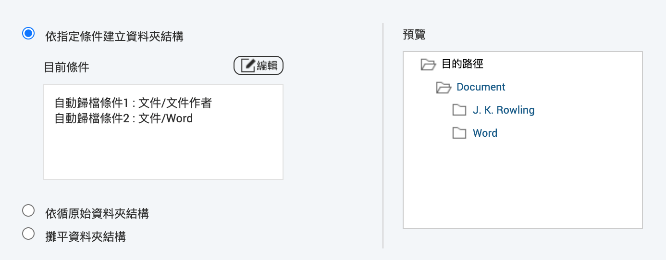 依指定條件建立資料夾結構
目前條件
編輯
自動歸檔條件1 : 文件/文件作者
自動歸檔條件2 : 文件/Word
依循原始資料夾結構
攤平資料夾結構
預覽
目的路徑
Document
J. K. Rowling
Word